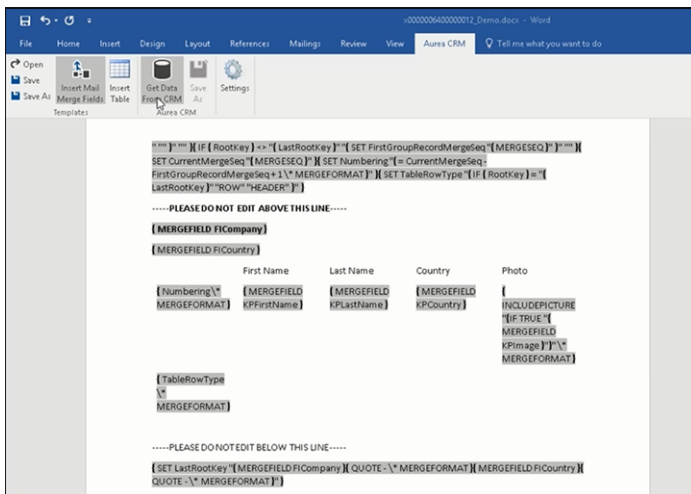 x0000006400000012_Demo.docx - Word
File Home Insert Design Layout References Mailings Review View Aurea CRM Tell me what you want to do
Open
Save
Save As
Insert Mail Merge Fields
Insert Table
Get Data From CRM
Save As
Settings
Templates
Aurea CRM
" "" }" "" }{ IF { RootKey } <> "{ LastRootKey }" "{ SET FirstGroupRecordMergeSeq "{ MERGESEQ }" }" "" }{
SET CurrentMergeSeq "{ MERGESEQ }" }{ SET Numbering "{ = CurrentMergeSeq -
FirstGroupRecordMergeSeq + 1 \* MERGEFORMAT }" }{ SET TableRowType "{ IF { RootKey } = "{
LastRootKey }" "ROW" "HEADER" }" }
-----PLEASE DO NOT EDIT ABOVE THIS LINE-----
{ MERGEFIELD FICompany }
{ MERGEFIELD FICountry }
First Name Last Name Country Photo
{ Numbering \* MERGEFORMAT }
{ MERGEFIELD KPFirstName }
{ MERGEFIELD KPLastName }
{ MERGEFIELD KPCountry }
{
INCLUDEPICTURE
"{IF TRUE "{
MERGEFIELD
KPImage }"}" \*
MERGEFORMAT }
{ TableRowType
\*
MERGEFORMAT }
-----PLEASE DO NOT EDIT BELOW THIS LINE-----
{ SET LastRootKey "{ MERGEFIELD FICompany }{ QUOTE - \* MERGEFORMAT }{ MERGEFIELD FICountry }{
QUOTE - \* MERGEFORMAT }" }